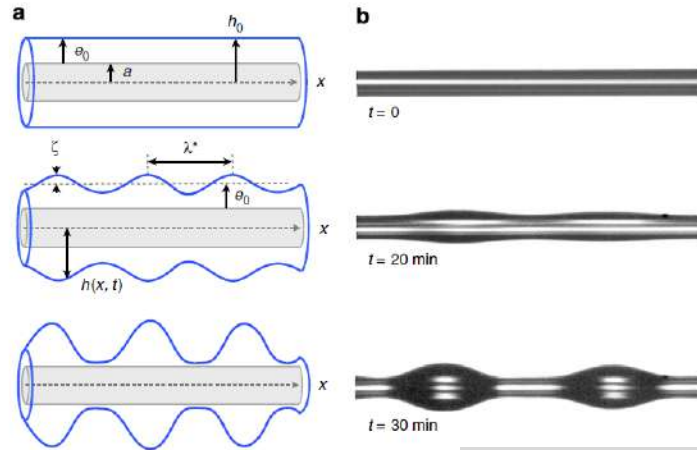 a
h₀
e₀
a
x
ζ
λ*
e₀
x
h(x, t)
x
b
t = 0
t = 20 min
t = 30 min